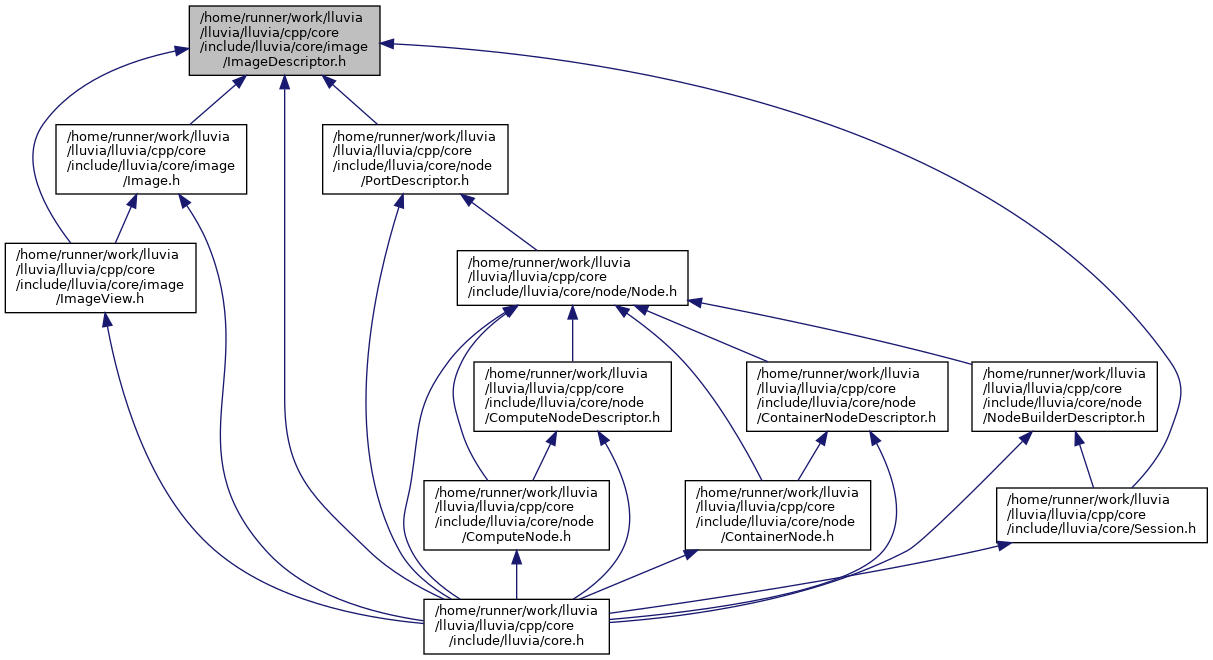 /home/runner/work/lluvia
/lluvia/lluvia/cpp/core
/include/lluvia/core/image
/ImageDescriptor.h
/home/runner/work/lluvia
/lluvia/lluvia/cpp/core
/include/lluvia/core/image
/Image.h
/home/runner/work/lluvia
/lluvia/lluvia/cpp/core
/include/lluvia/core/node
/PortDescriptor.h
/home/runner/work/lluvia
/lluvia/lluvia/cpp/core
/include/lluvia/core/image
/ImageView.h
/home/runner/work/lluvia
/lluvia/lluvia/cpp/core
/include/lluvia/core/node/Node.h
/home/runner/work/lluvia
/lluvia/lluvia/cpp/core
/include/lluvia/core/node
/ComputeNodeDescriptor.h
/home/runner/work/lluvia
/lluvia/lluvia/cpp/core
/include/lluvia/core/node
/ContainerNodeDescriptor.h
/home/runner/work/lluvia
/lluvia/lluvia/cpp/core
/include/lluvia/core/node
/NodeBuilderDescriptor.h
/home/runner/work/lluvia
/lluvia/lluvia/cpp/core
/include/lluvia/core/node
/ComputeNode.h
/home/runner/work/lluvia
/lluvia/lluvia/cpp/core
/include/lluvia/core/node
/ContainerNode.h
/home/runner/work/lluvia
/lluvia/lluvia/cpp/core
/include/lluvia/core/Session.h
/home/runner/work/lluvia
/lluvia/lluvia/cpp/core
/include/lluvia/core.h